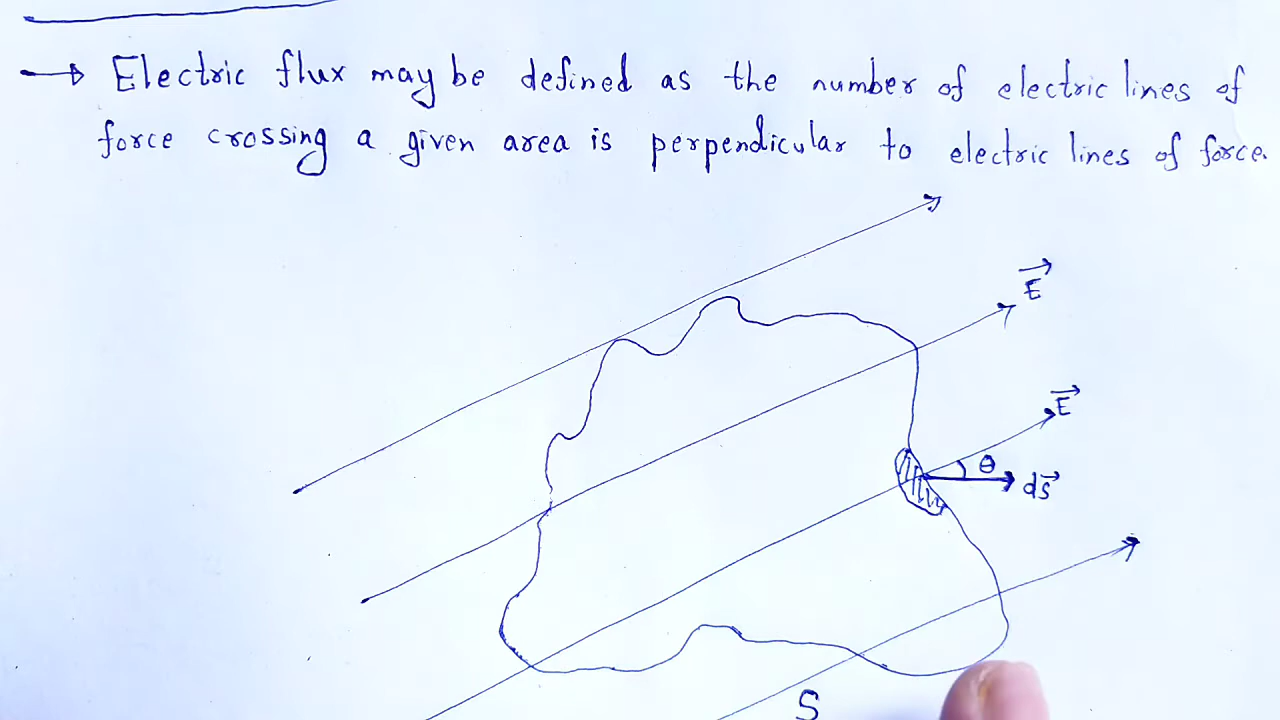 → Electric flux may be defined as the number of electric lines of
force crossing a given area is perpendicular to electric lines of force.
E⃗
E⃗
θ
ds⃗
S